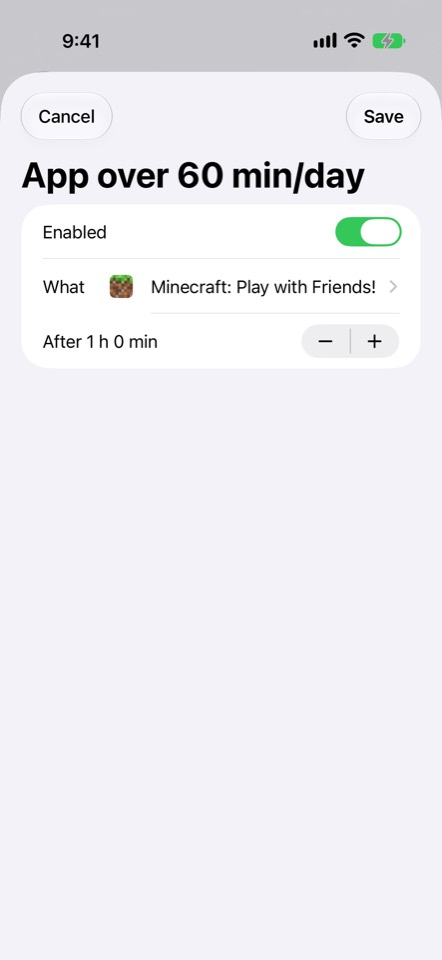 9:41
Cancel
Save
App over 60 min/day
Enabled
What Minecraft: Play with Friends!
After 1 h 0 min